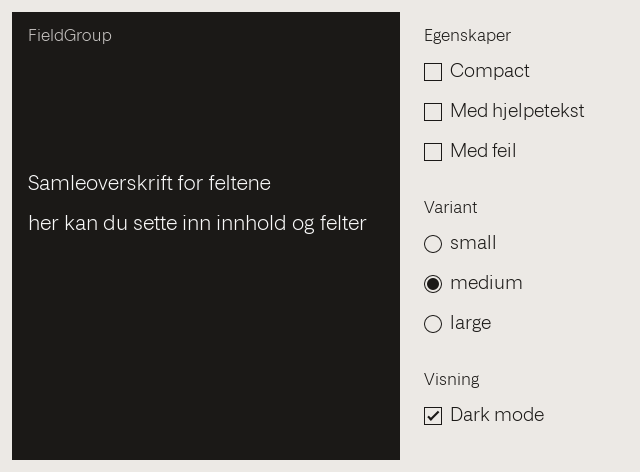 FieldGroup
Samleoverskrift for feltene
her kan du sette inn innhold og felter
Egenskaper
Compact
Med hjelpetekst
Med feil
Variant
small
medium
large
Visning
Dark mode